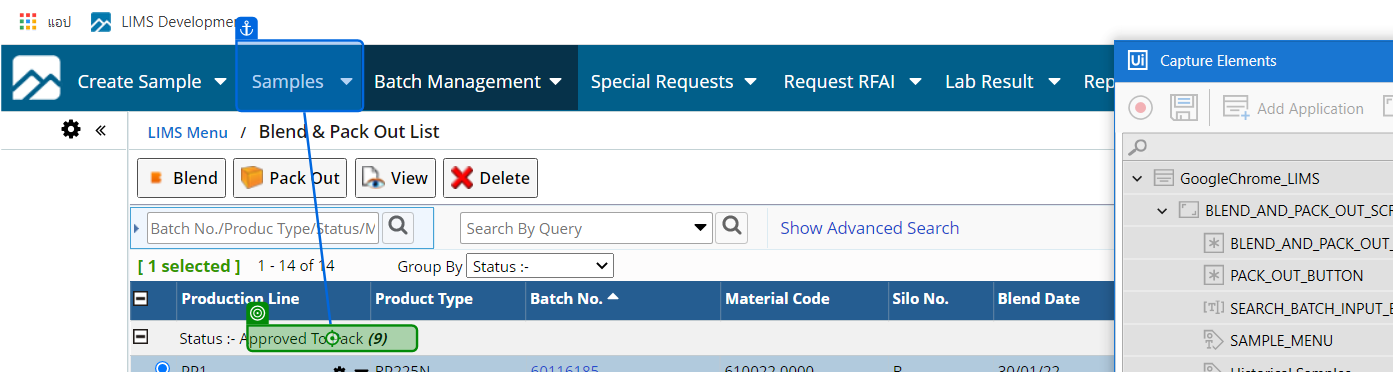 แอป LIMS Developmen
Create Sample Samples Batch Management Special Requests Request RFAI Lab Result Rep
Ui Capture Elements
Add Application
LIMS Menu / Blend & Pack Out List
Blend Pack Out View Delete
GoogleChrome_LIMS
BLEND_AND_PACK_OUT_SCR
Batch No./Produc Type/Status/M Search By Query Show Advanced Search
BLEND_AND_PACK_OUT_
[ 1 selected ] 1 - 14 of 14 Group By Status :-
PACK_OUT_BUTTON
Production Line Product Type Batch No. Material Code Silo No. Blend Date
[T] SEARCH_BATCH_INPUT_B
Status :- Approved To Pack (9)
SAMPLE_MENU
PP1 RP225N 60116185 610022.0000 30/01/22
Historical Samples